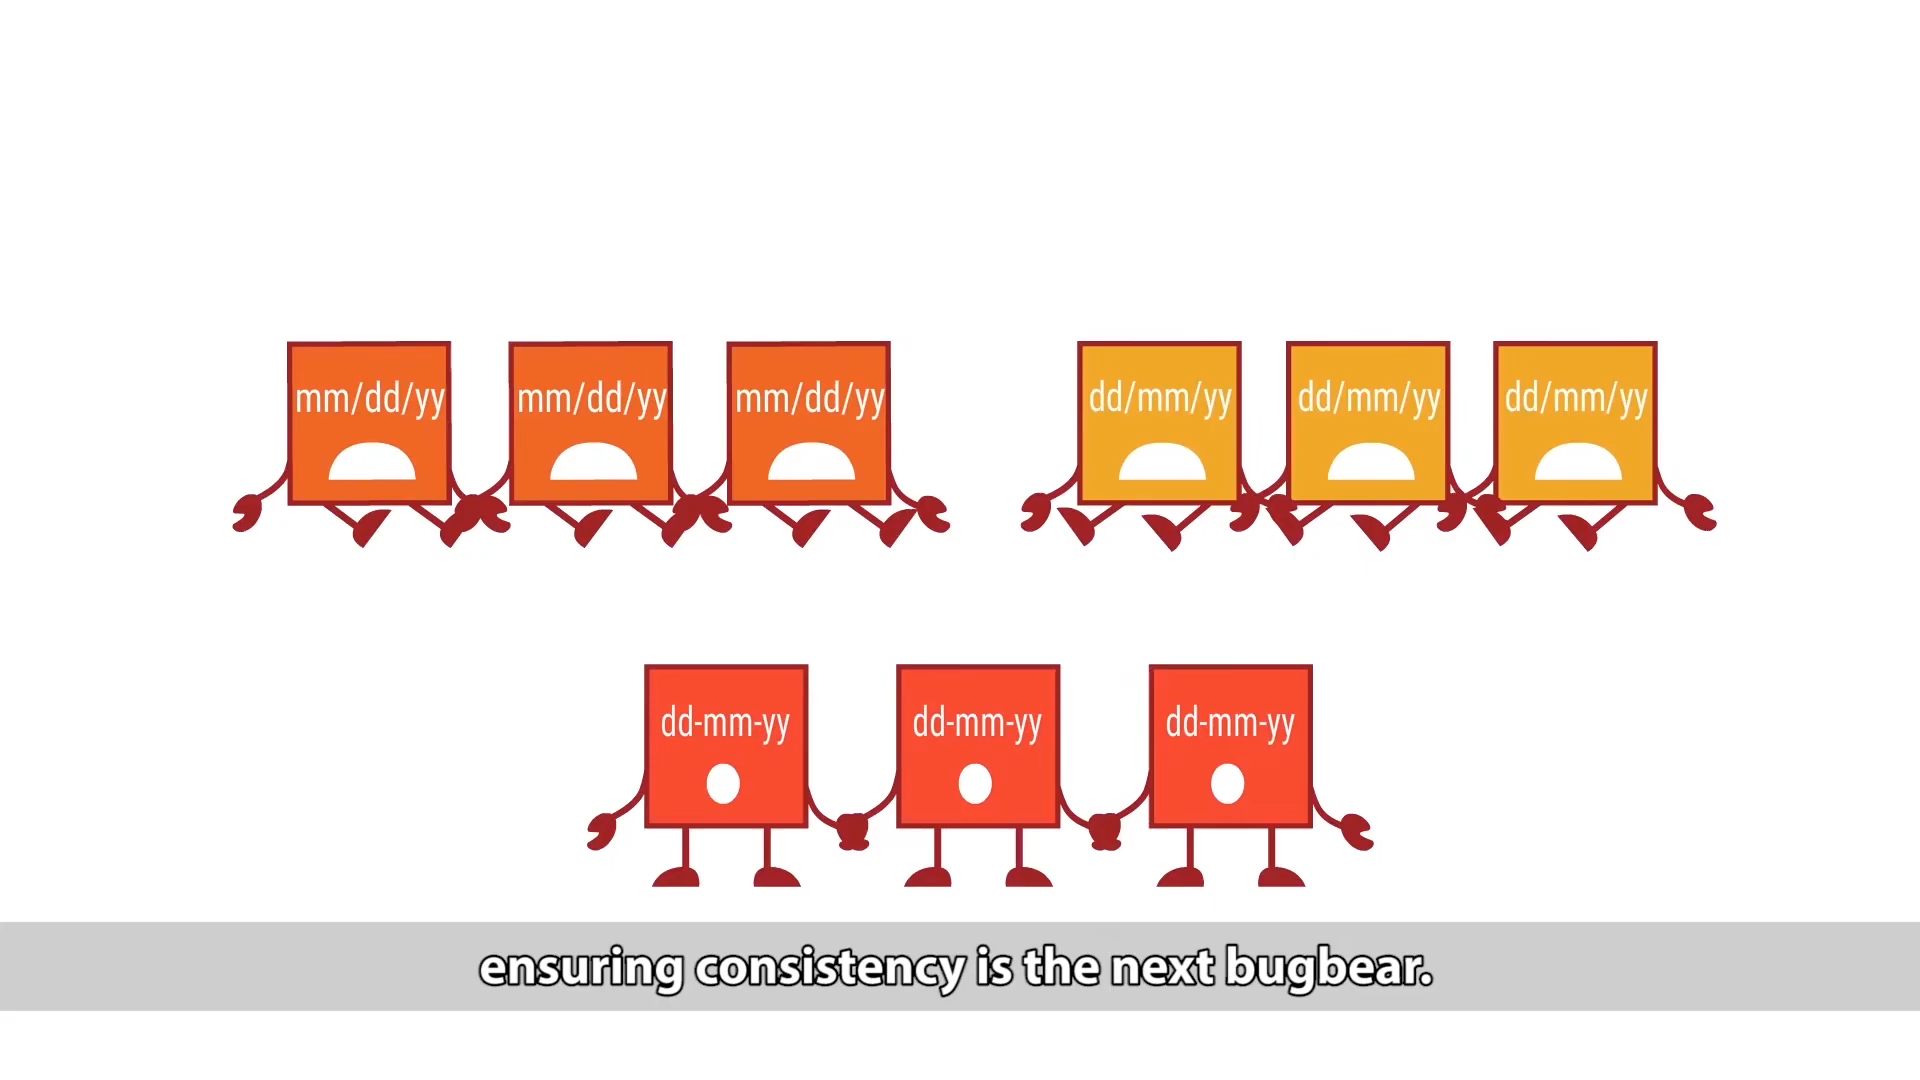 mm/dd/yy mm/dd/yy mm/dd/yy dd/mm/yy dd/mm/yy dd/mm/yy
dd-mm-yy dd-mm-yy dd-mm-yy
ensuring consistency is the next bugbear.